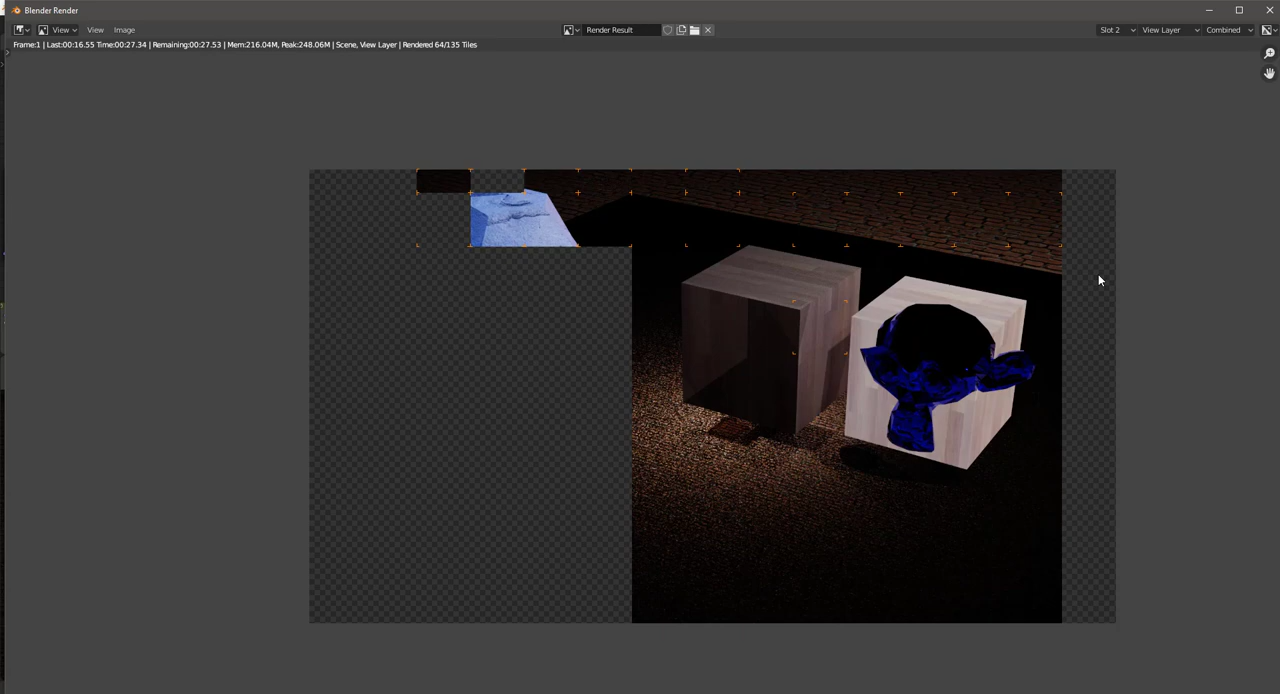 Blender Render
View View Image Render Result Slot 2 View Layer Combined
Frame:1 | Last:00:16.55 Time:00:27.34 | Remaining:00:27.53 | Mem:216.04M, Peak:248.06M | Scene, View Layer | Rendered 64/135 Tiles